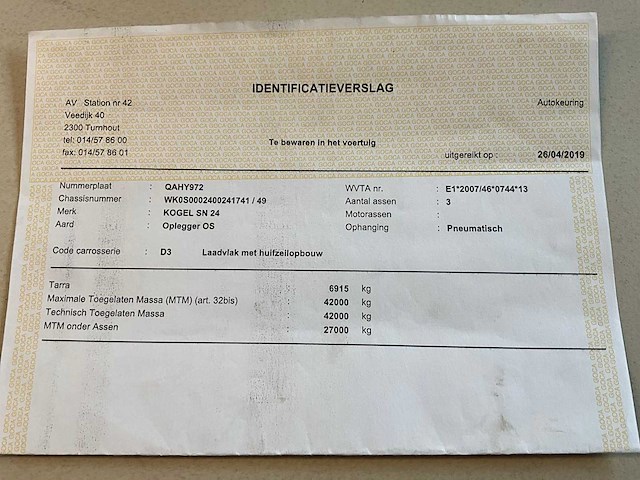 IDENTIFICATIEVERSLAG
AV Station nr 42
Autokeuring
Veedijk 40
2300 Turnhout
tel: 014/57 86 00
Te bewaren in het voertuig
fax: 014/57 86 01
uitgereikt op : 26/04/2019
Nummerplaat : QAHY972 WVTA nr. : E1*2007/46*0744*13
Chassisnummer : WK0S0002400241741 / 49 Aantal assen : 3
Merk : KOGEL SN 24 Motorassen :
Aard : Oplegger OS Ophanging : Pneumatisch
Code carrosserie : D3 Laadvlak met huifzeilopbouw
Tarra : 6915 kg
Maximale Toegelaten Massa (MTM) (art. 32bis) : 42000 kg
Technisch Toegelaten Massa : 42000 kg
MTM onder Assen : 27000 kg